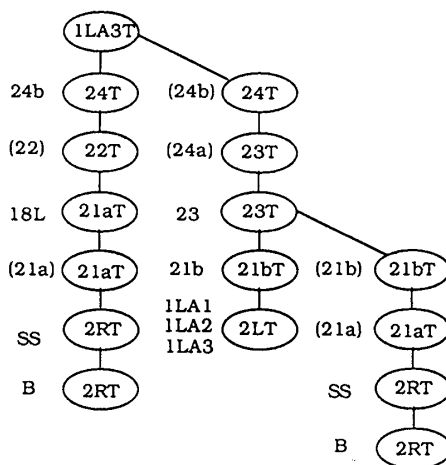 1LA3T
24b 24T (24b) 24T
(22) 22T (24a) 23T
18L 21aT 23 23T
(21a) 21aT 21b 21bT (21b) 21bT
1LA1
SS 2RT 1LA2 2LT (21a) 21aT
1LA3
B 2RT SS 2RT
B 2RT